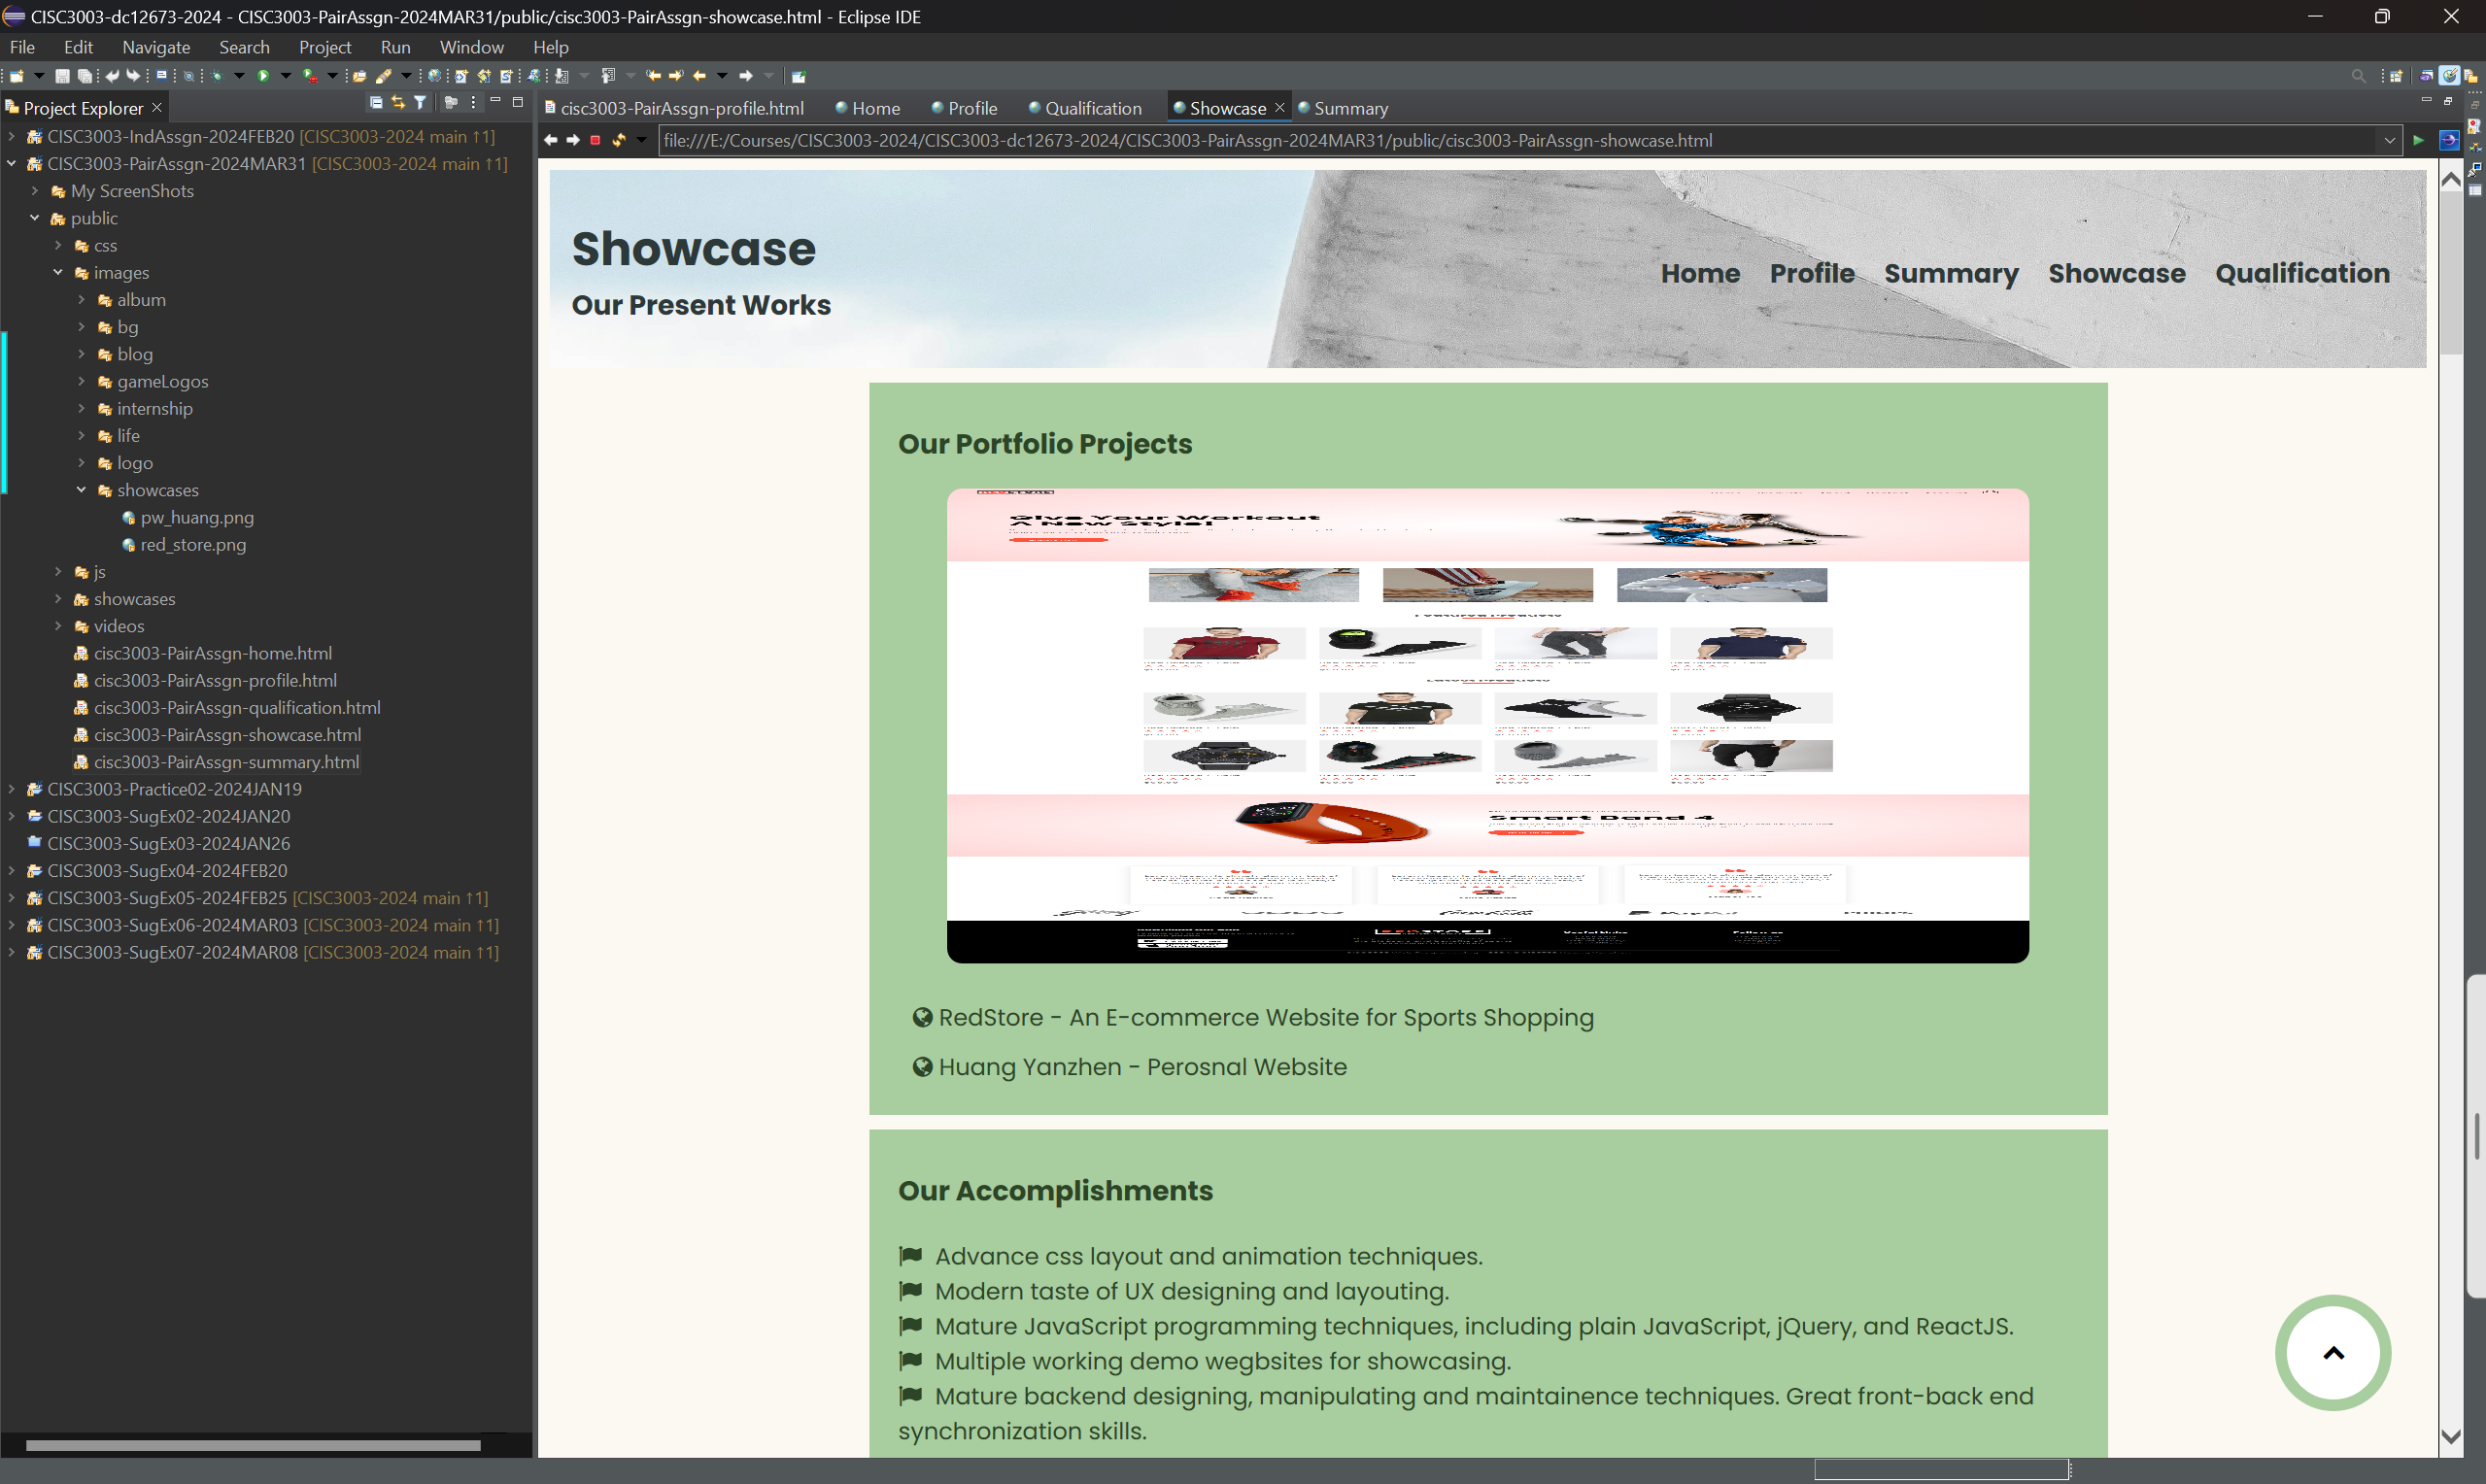 CISC3003-dc12673-2024 - CISC3003-PairAssgn-2024MAR31/public/cisc3003-PairAssgn-showcase.html - Eclipse IDE
File Edit Navigate Search Project Run Window Help
Project Explorer
CISC3003-IndAssgn-2024FEB20 [CISC3003-2024 main ↑1]
CISC3003-PairAssgn-2024MAR31 [CISC3003-2024 main ↑1]
My ScreenShots
public
css
images
album
bg
blog
gameLogos
internship
life
logo
showcases
pw_huang.png
red_store.png
js
showcases
videos
cisc3003-PairAssgn-home.html
cisc3003-PairAssgn-profile.html
cisc3003-PairAssgn-qualification.html
cisc3003-PairAssgn-showcase.html
cisc3003-PairAssgn-summary.html
CISC3003-Practice02-2024JAN19
CISC3003-SugEx02-2024JAN20
CISC3003-SugEx03-2024JAN26
CISC3003-SugEx04-2024FEB20
CISC3003-SugEx05-2024FEB25 [CISC3003-2024 main ↑1]
CISC3003-SugEx06-2024MAR03 [CISC3003-2024 main ↑1]
CISC3003-SugEx07-2024MAR08 [CISC3003-2024 main ↑1]
cisc3003-PairAssgn-profile.html Home Profile Qualification Showcase Summary
file:///E:/Courses/CISC3003-2024/CISC3003-dc12673-2024/CISC3003-PairAssgn-2024MAR31/public/cisc3003-PairAssgn-showcase.html
Showcase
Our Present Works
Home Profile Summary Showcase Qualification
Our Portfolio Projects
Give Your Workout
A New Style!
Featured Products
Latest Products
Smart Band 4
RedStore - An E-commerce Website for Sports Shopping
Huang Yanzhen - Perosnal Website
Our Accomplishments
Advance css layout and animation techniques.
Modern taste of UX designing and layouting.
Mature JavaScript programming techniques, including plain JavaScript, jQuery, and ReactJS.
Multiple working demo wegbsites for showcasing.
Mature backend designing, manipulating and maintainence techniques. Great front-back end
synchronization skills.